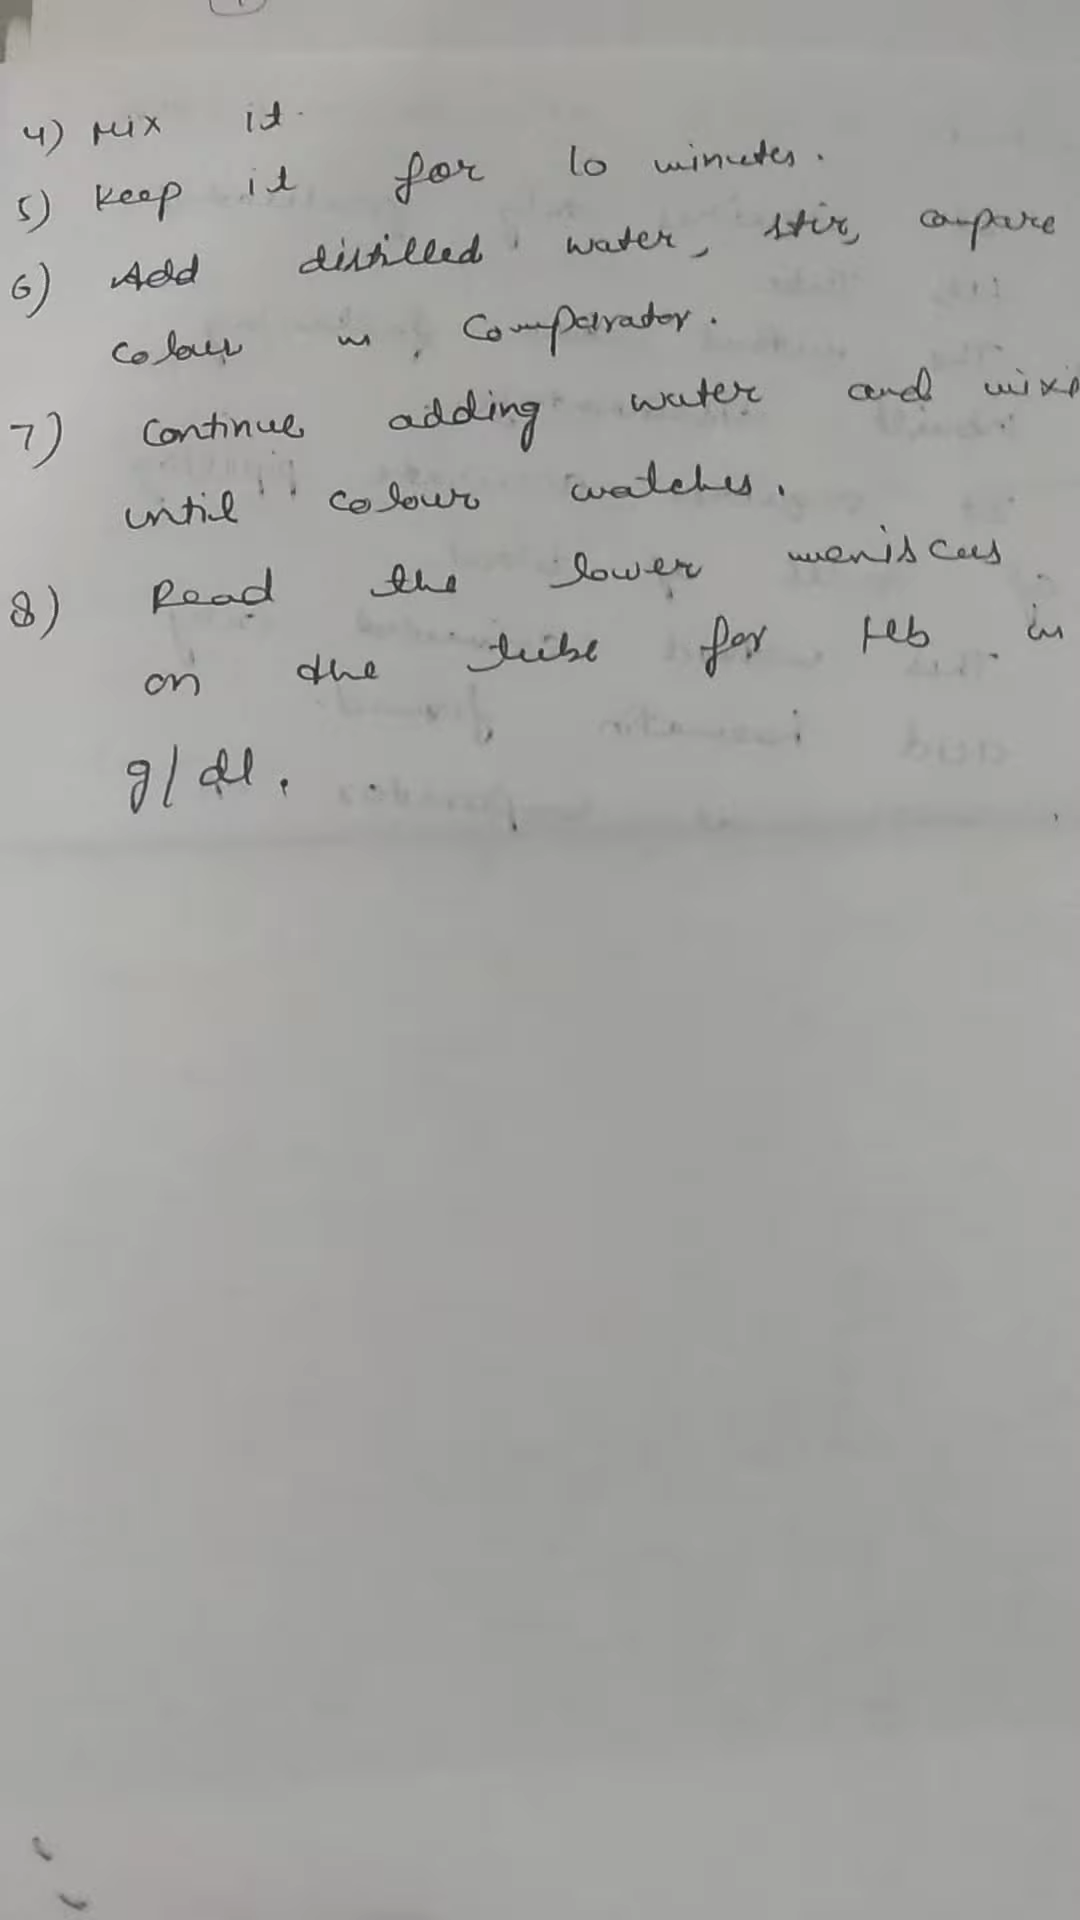 4) Mix it.
5) Keep it for 10 minutes.
6) Add distilled water, stir, compare
colour in Comparator.
7) Continue adding water and mix
until colour matches.
8) Read the lower meniscus
on the tube for Hb in
g/dl.